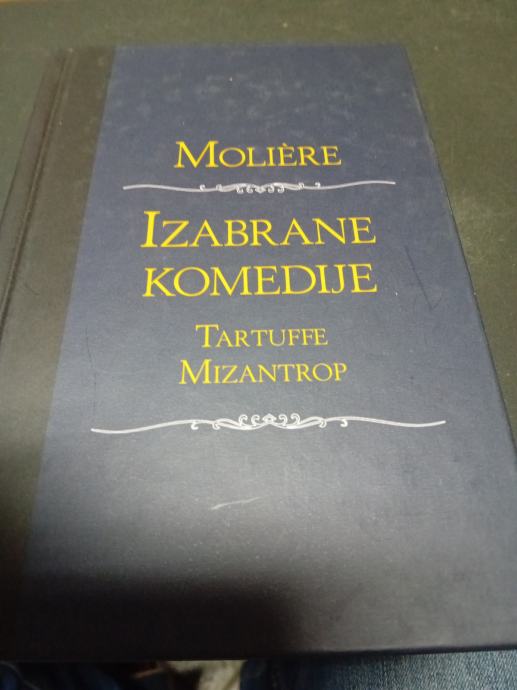 MOLIÈRE
IZABRANE
KOMEDIJE
TARTUFFE
MIZANTROP